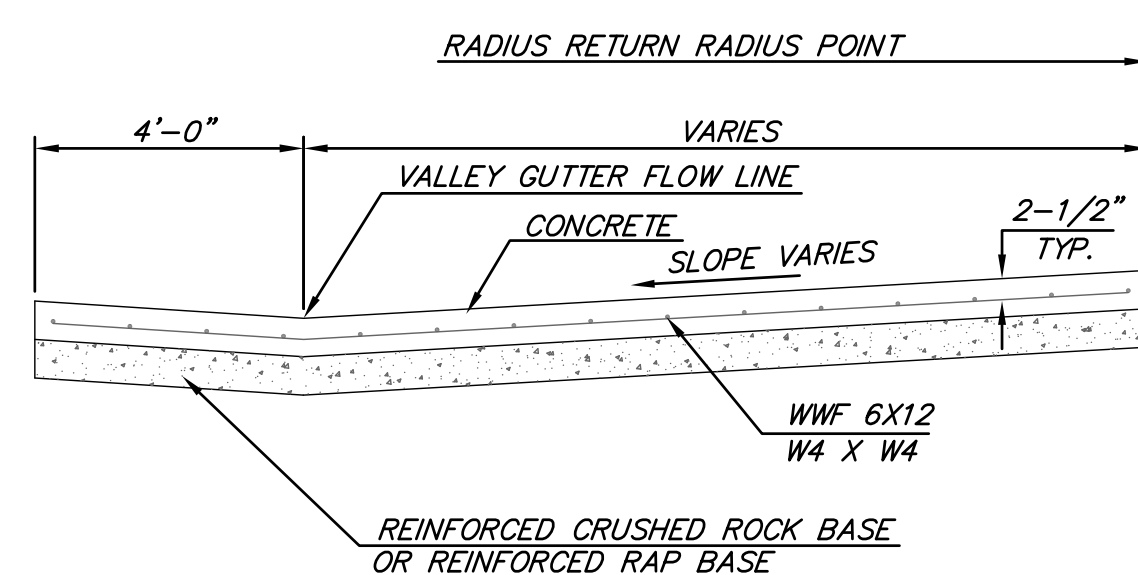 RADIUS RETURN RADIUS POINT
4'-0"
VARIES
VALLEY GUTTER FLOW LINE
CONCRETE
SLOPE VARIES
2-1/2"
TYP.
WWF 6X12
W4 X W4
REINFORCED CRUSHED ROCK BASE
OR REINFORCED RAP BASE